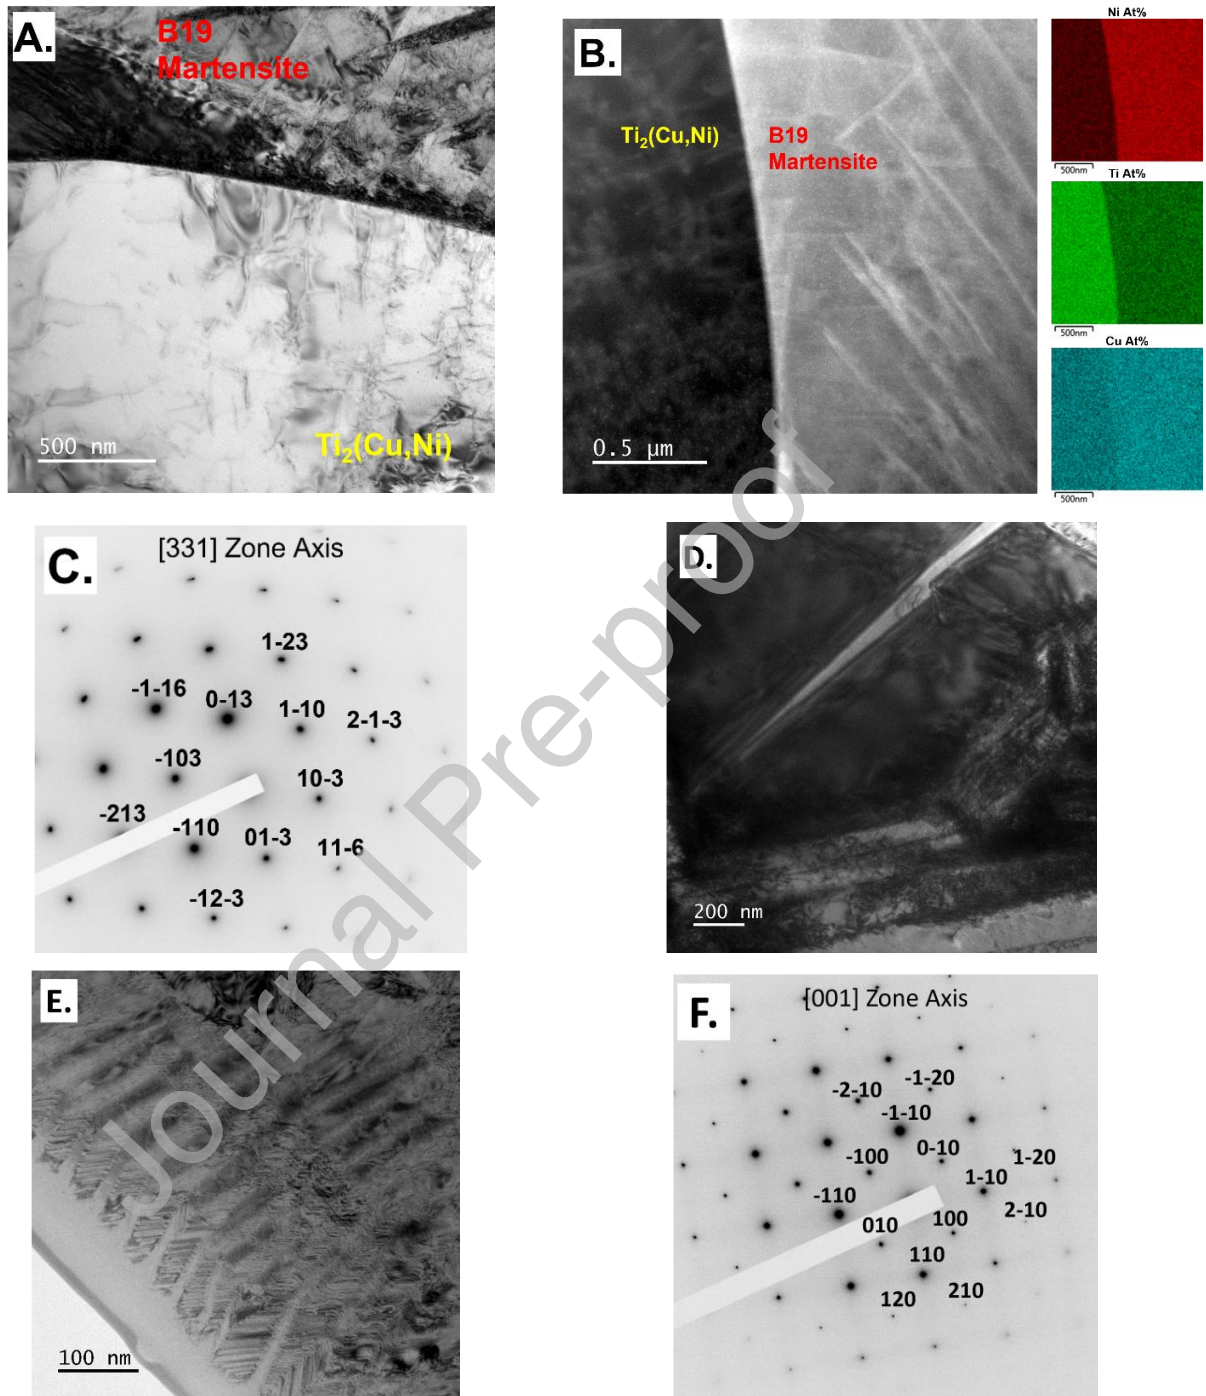 A.
B19
Martensite
500 nm
Ti₂(Cu,Ni)
B.
Ti₂(Cu,Ni)
B19
Martensite
0.5 µm
Ni At%
500nm
Ti At%
500nm
Cu At%
500nm
C.
[331] Zone Axis
1-23
-1-16
0-13
1-10
2-1-3
-103
10-3
-213
-110
01-3
11-6
-12-3
D.
200 nm
E.
100 nm
F.
[001] Zone Axis
-2-10
-1-20
-1-10
0-10
-100
1-20
1-10
-110
2-10
010
100
110
120
210
Journal Pre-proof